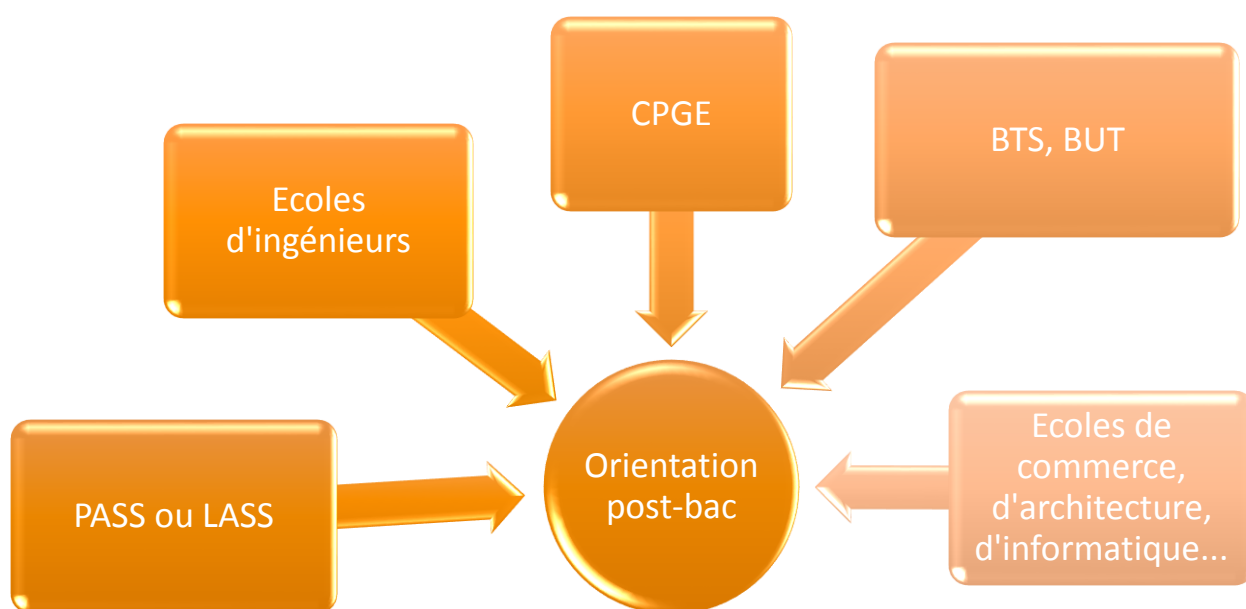 CPGE
BTS, BUT
Ecoles
d'ingénieurs
PASS ou LASS
Orientation
post-bac
Ecoles de
commerce,
d'architecture,
d'informatique...